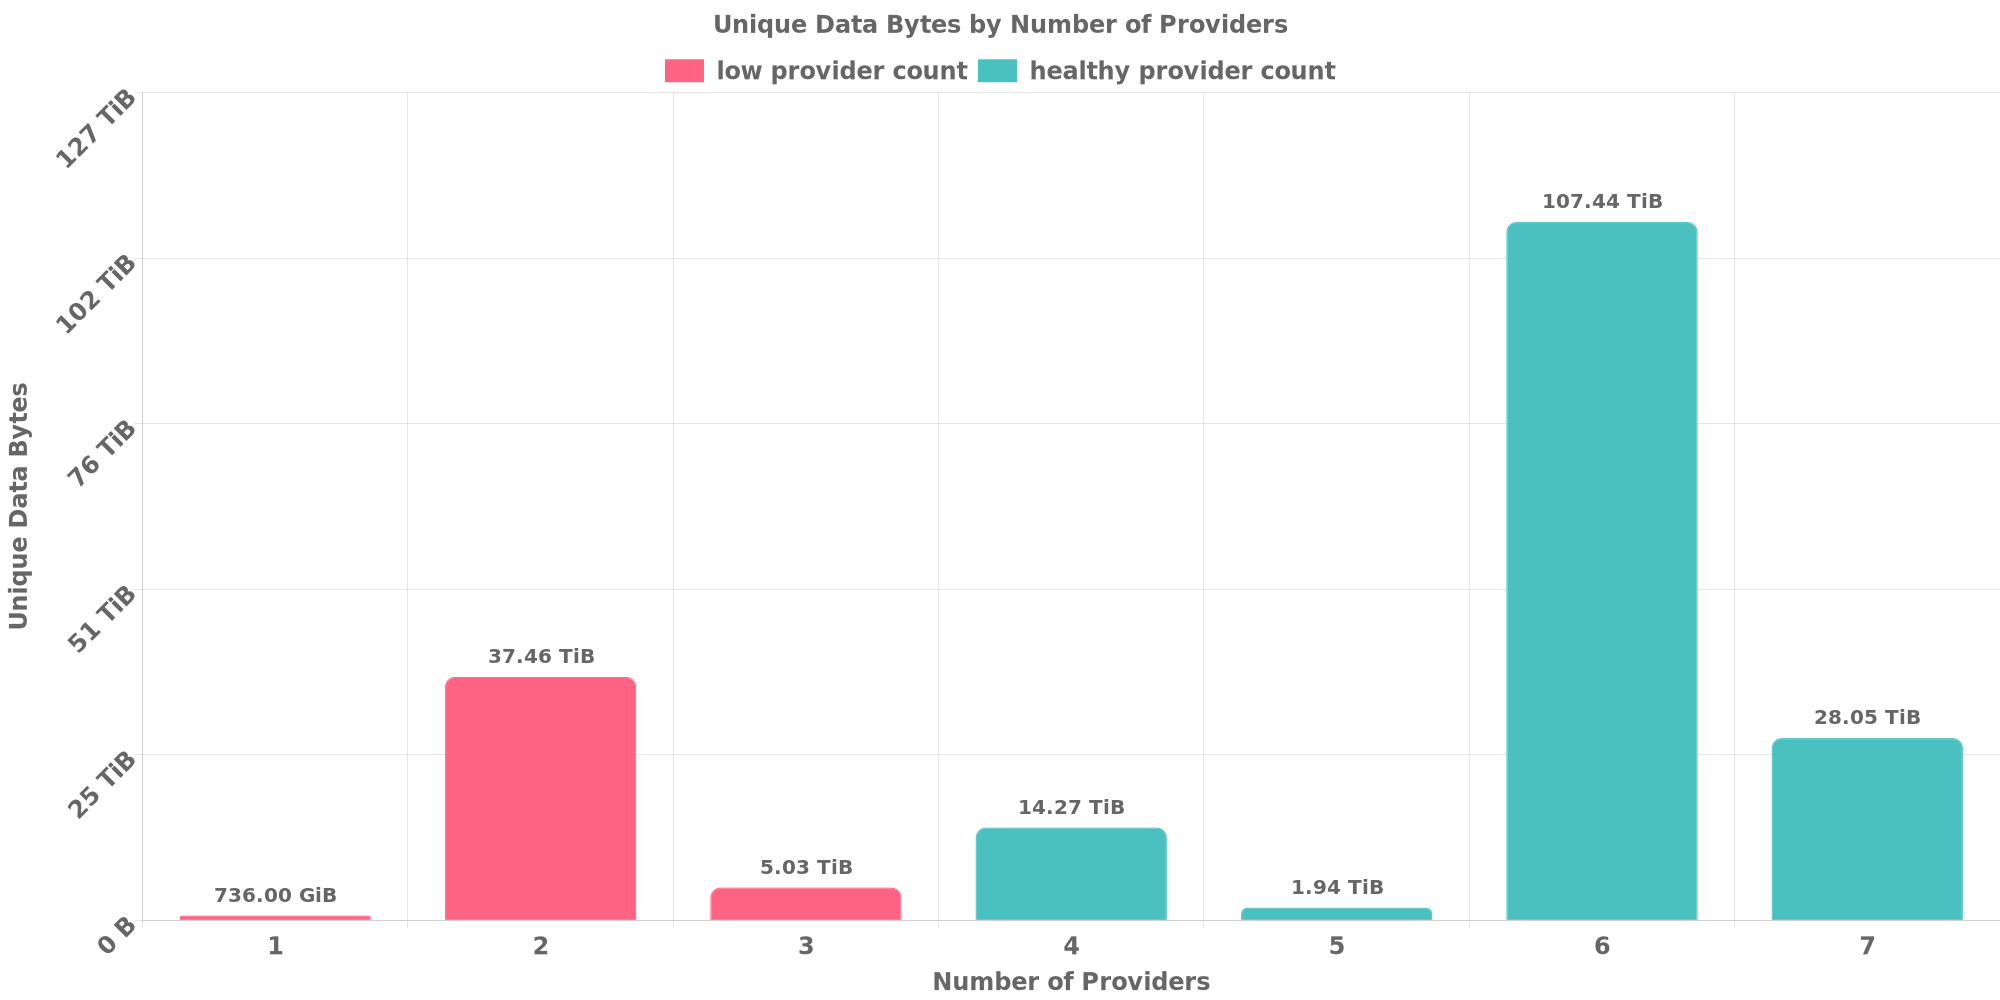 Unique Data Bytes by Number of Providers
low provider count healthy provider count
127 TiB
102 TiB
76 TiB
51 TiB
25 TiB
0 B
Unique Data Bytes
736.00 GiB
37.46 TiB
5.03 TiB
14.27 TiB
1.94 TiB
107.44 TiB
28.05 TiB
1 2 3 4 5 6 7
Number of Providers